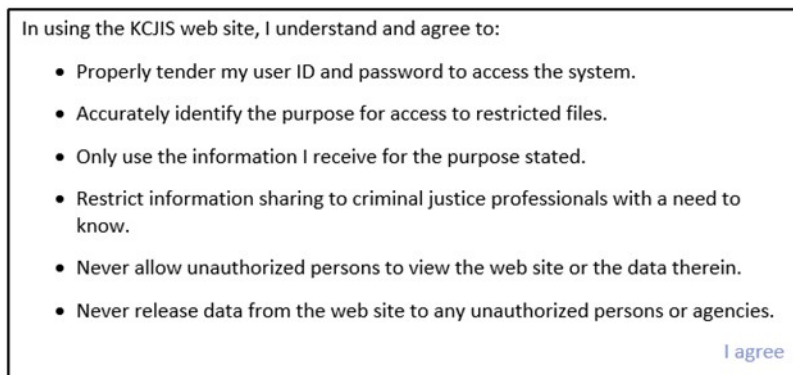 In using the KCJIS web site, I understand and agree to:
• Properly tender my user ID and password to access the system.
• Accurately identify the purpose for access to restricted files.
• Only use the information I receive for the purpose stated.
• Restrict information sharing to criminal justice professionals with a need to
know.
• Never allow unauthorized persons to view the web site or the data therein.
• Never release data from the web site to any unauthorized persons or agencies.
I agree